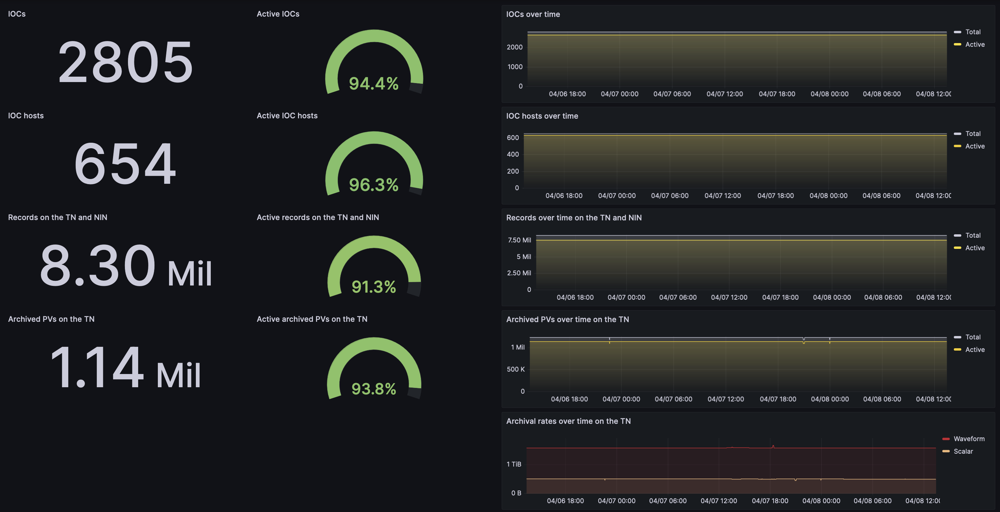 IOCs
2805
Active IOCs
94.4%
IOCs over time
2000
1000
0
04/06 18:00 04/07 00:00 04/07 06:00 04/07 12:00 04/07 18:00 04/08 00:00 04/08 06:00 04/08 12:00
Total
Active
IOC hosts
654
Active IOC hosts
96.3%
IOC hosts over time
600
400
200
0
04/06 18:00 04/07 00:00 04/07 06:00 04/07 12:00 04/07 18:00 04/08 00:00 04/08 06:00 04/08 12:00
Total
Active
Records on the TN and NIN
8.30 Mil
Active records on the TN and NIN
91.3%
Records over time on the TN and NIN
7.50 Mil
5 Mil
2.50 Mil
0
04/06 18:00 04/07 00:00 04/07 06:00 04/07 12:00 04/07 18:00 04/08 00:00 04/08 06:00 04/08 12:00
Total
Active
Archived PVs on the TN
1.14 Mil
Active archived PVs on the TN
93.8%
Archived PVs over time on the TN
1 Mil
500 K
0
04/06 18:00 04/07 00:00 04/07 06:00 04/07 12:00 04/07 18:00 04/08 00:00 04/08 06:00 04/08 12:00
Total
Active
Archival rates over time on the TN
1 TiB
0 B
04/06 18:00 04/07 00:00 04/07 06:00 04/07 12:00 04/07 18:00 04/08 00:00 04/08 06:00 04/08 12:00
Waveform
Scalar